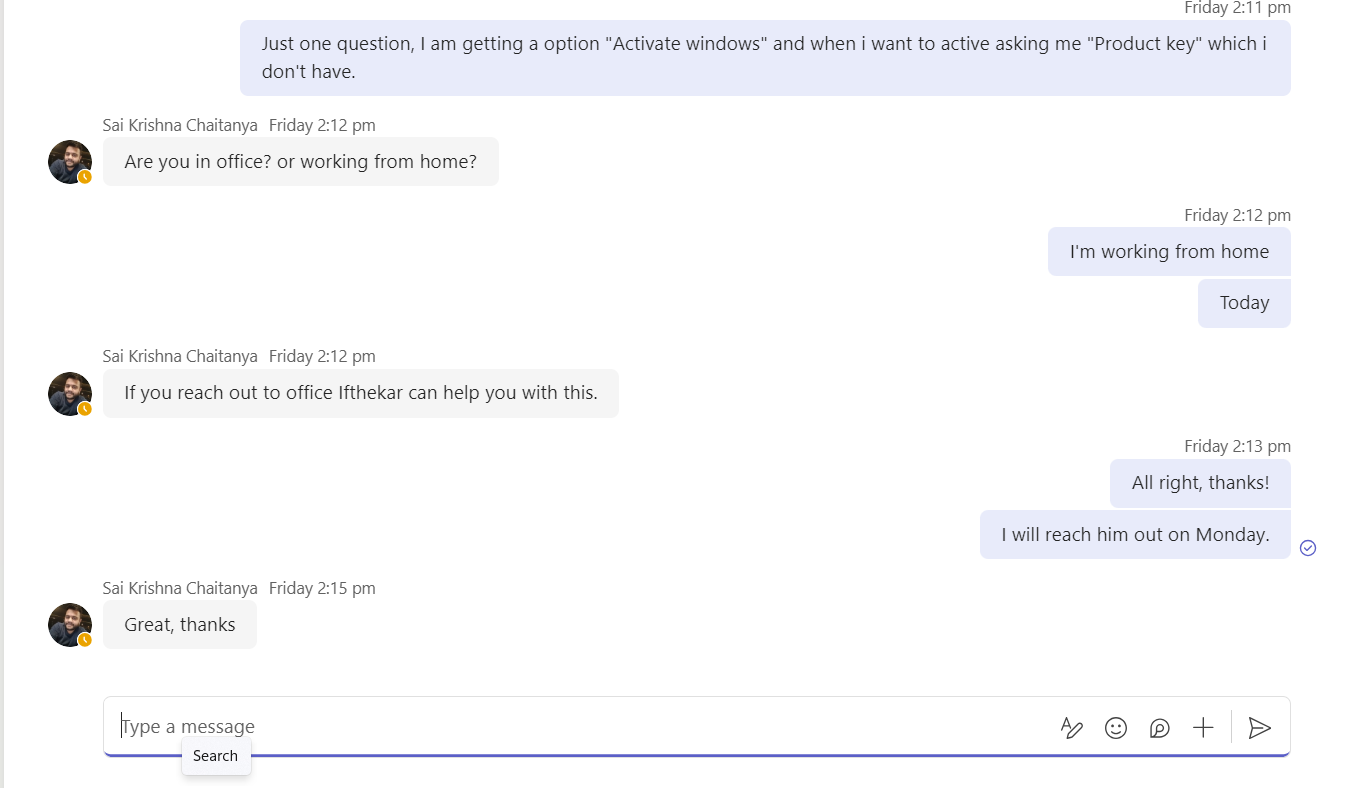 Friday 2:11 pm
Just one question, I am getting a option "Activate windows" and when i want to active asking me "Product key" which i
don't have.
Sai Krishna Chaitanya Friday 2:12 pm
Are you in office? or working from home?
Friday 2:12 pm
I'm working from home
Today
Sai Krishna Chaitanya Friday 2:12 pm
If you reach out to office Ifthekar can help you with this.
Friday 2:13 pm
All right, thanks!
I will reach him out on Monday.
Sai Krishna Chaitanya Friday 2:15 pm
Great, thanks
Type a message
Search